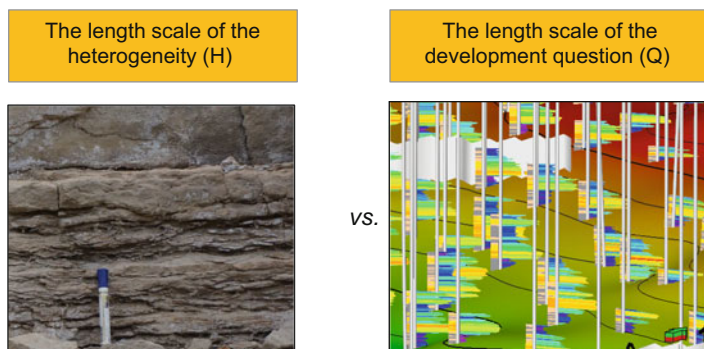 The length scale of the
heterogeneity (H)
The length scale of the
development question (Q)
vs.